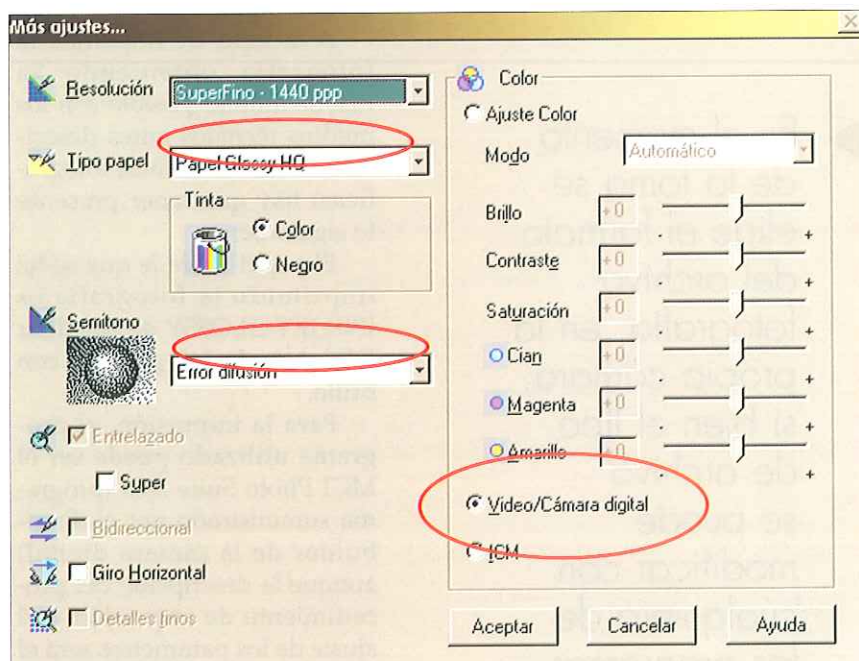 Más ajustes...
Resolución
SuperFino - 1440 ppp
Tipo papel
Papel Glossy HQ
Tinta
Color
Negro
Semitono
Error difusión
Entrelazado
Super
Bidireccional
Giro Horizontal
Detalles finos
Color
Ajuste Color
Modo
Automático
Brillo
+0
- +
Contraste
+0
- +
Saturación
+0
- +
Cían
+0
- +
Magenta
+0
- +
Amarillo
+0
- +
Vídeo/Cámara digital
ICM
Aceptar
Cancelar
Ayuda